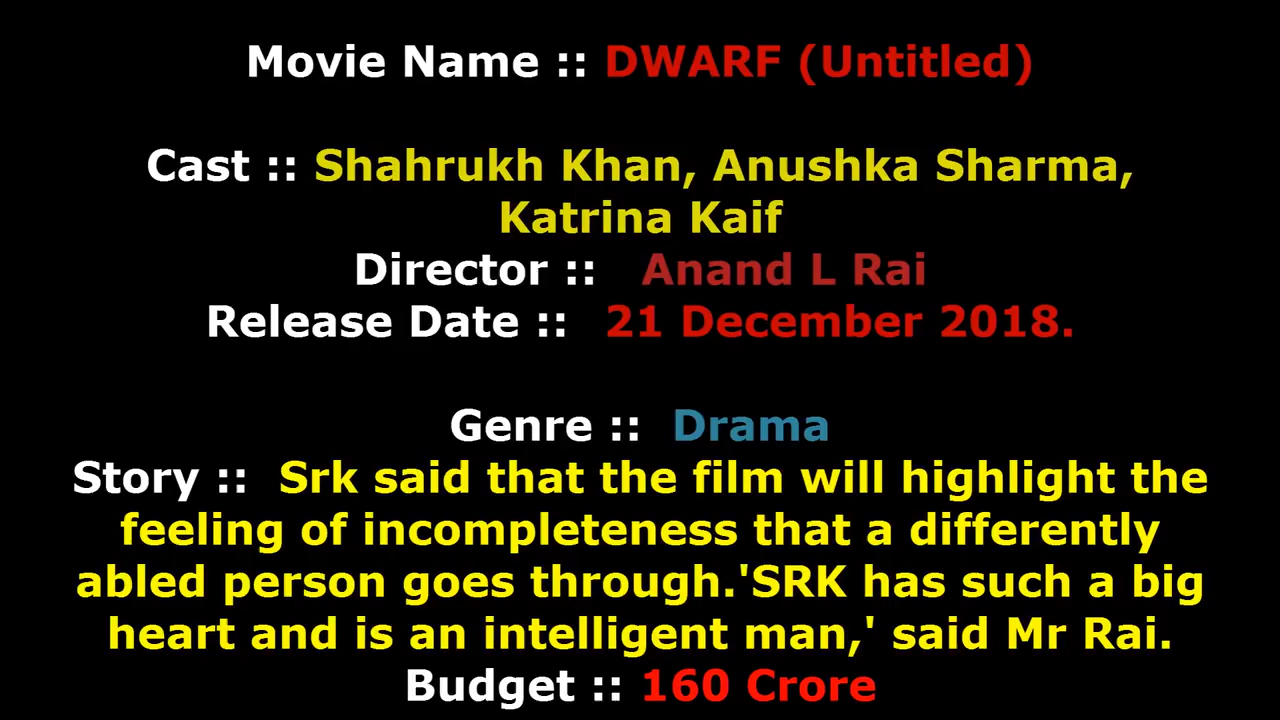 Movie Name :: DWARF (Untitled)
Cast :: Shahrukh Khan, Anushka Sharma,
Katrina Kaif
Director :: Anand L Rai
Release Date :: 21 December 2018.
Genre :: Drama
Story :: Srk said that the film will highlight the
feeling of incompleteness that a differently
abled person goes through.'SRK has such a big
heart and is an intelligent man,' said Mr Rai.
Budget :: 160 Crore